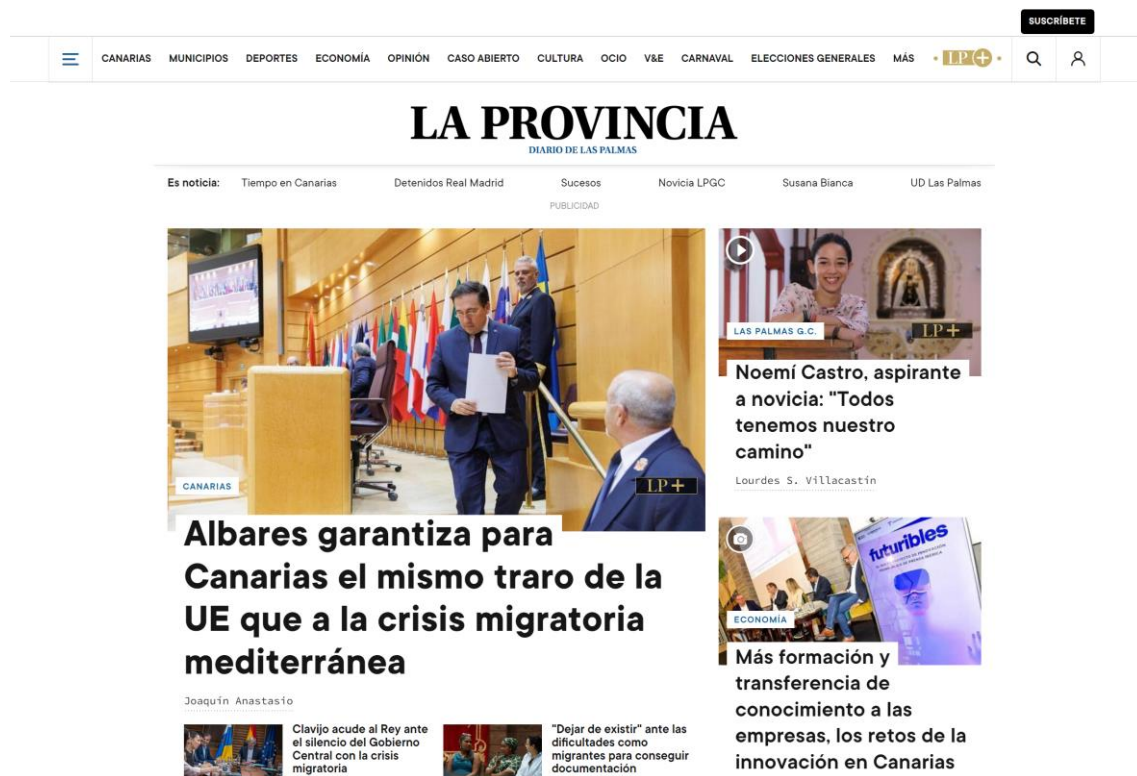 SUSCRÍBETE
CANARIAS MUNICIPIOS DEPORTES ECONOMÍA OPINIÓN CASO ABIERTO CULTURA OCIO V&E CARNAVAL ELECCIONES GENERALES MÁS LP+
LA PROVINCIA
DIARIO DE LAS PALMAS
Es noticia: Tiempo en Canarias Detenidos Real Madrid Sucesos Novicia LPGC Susana Bianca UD Las Palmas
PUBLICIDAD
CANARIAS
LP+
Albares garantiza para
Canarias el mismo traro de la
UE que a la crisis migratoria
mediterránea
Joaquín Anastasio
Clavijo acude al Rey ante
el silencio del Gobierno
Central con la crisis
migratoria
"Dejar de existir" ante las
dificultades como
migrantes para conseguir
documentación
LAS PALMAS G.C.
LP+
Noemí Castro, aspirante
a novicia: "Todos
tenemos nuestro
camino"
Lourdes S. Villacastín
futuribles
ECONOMÍA
Más formación y
transferencia de
conocimiento a las
empresas, los retos de la
innovación en Canarias